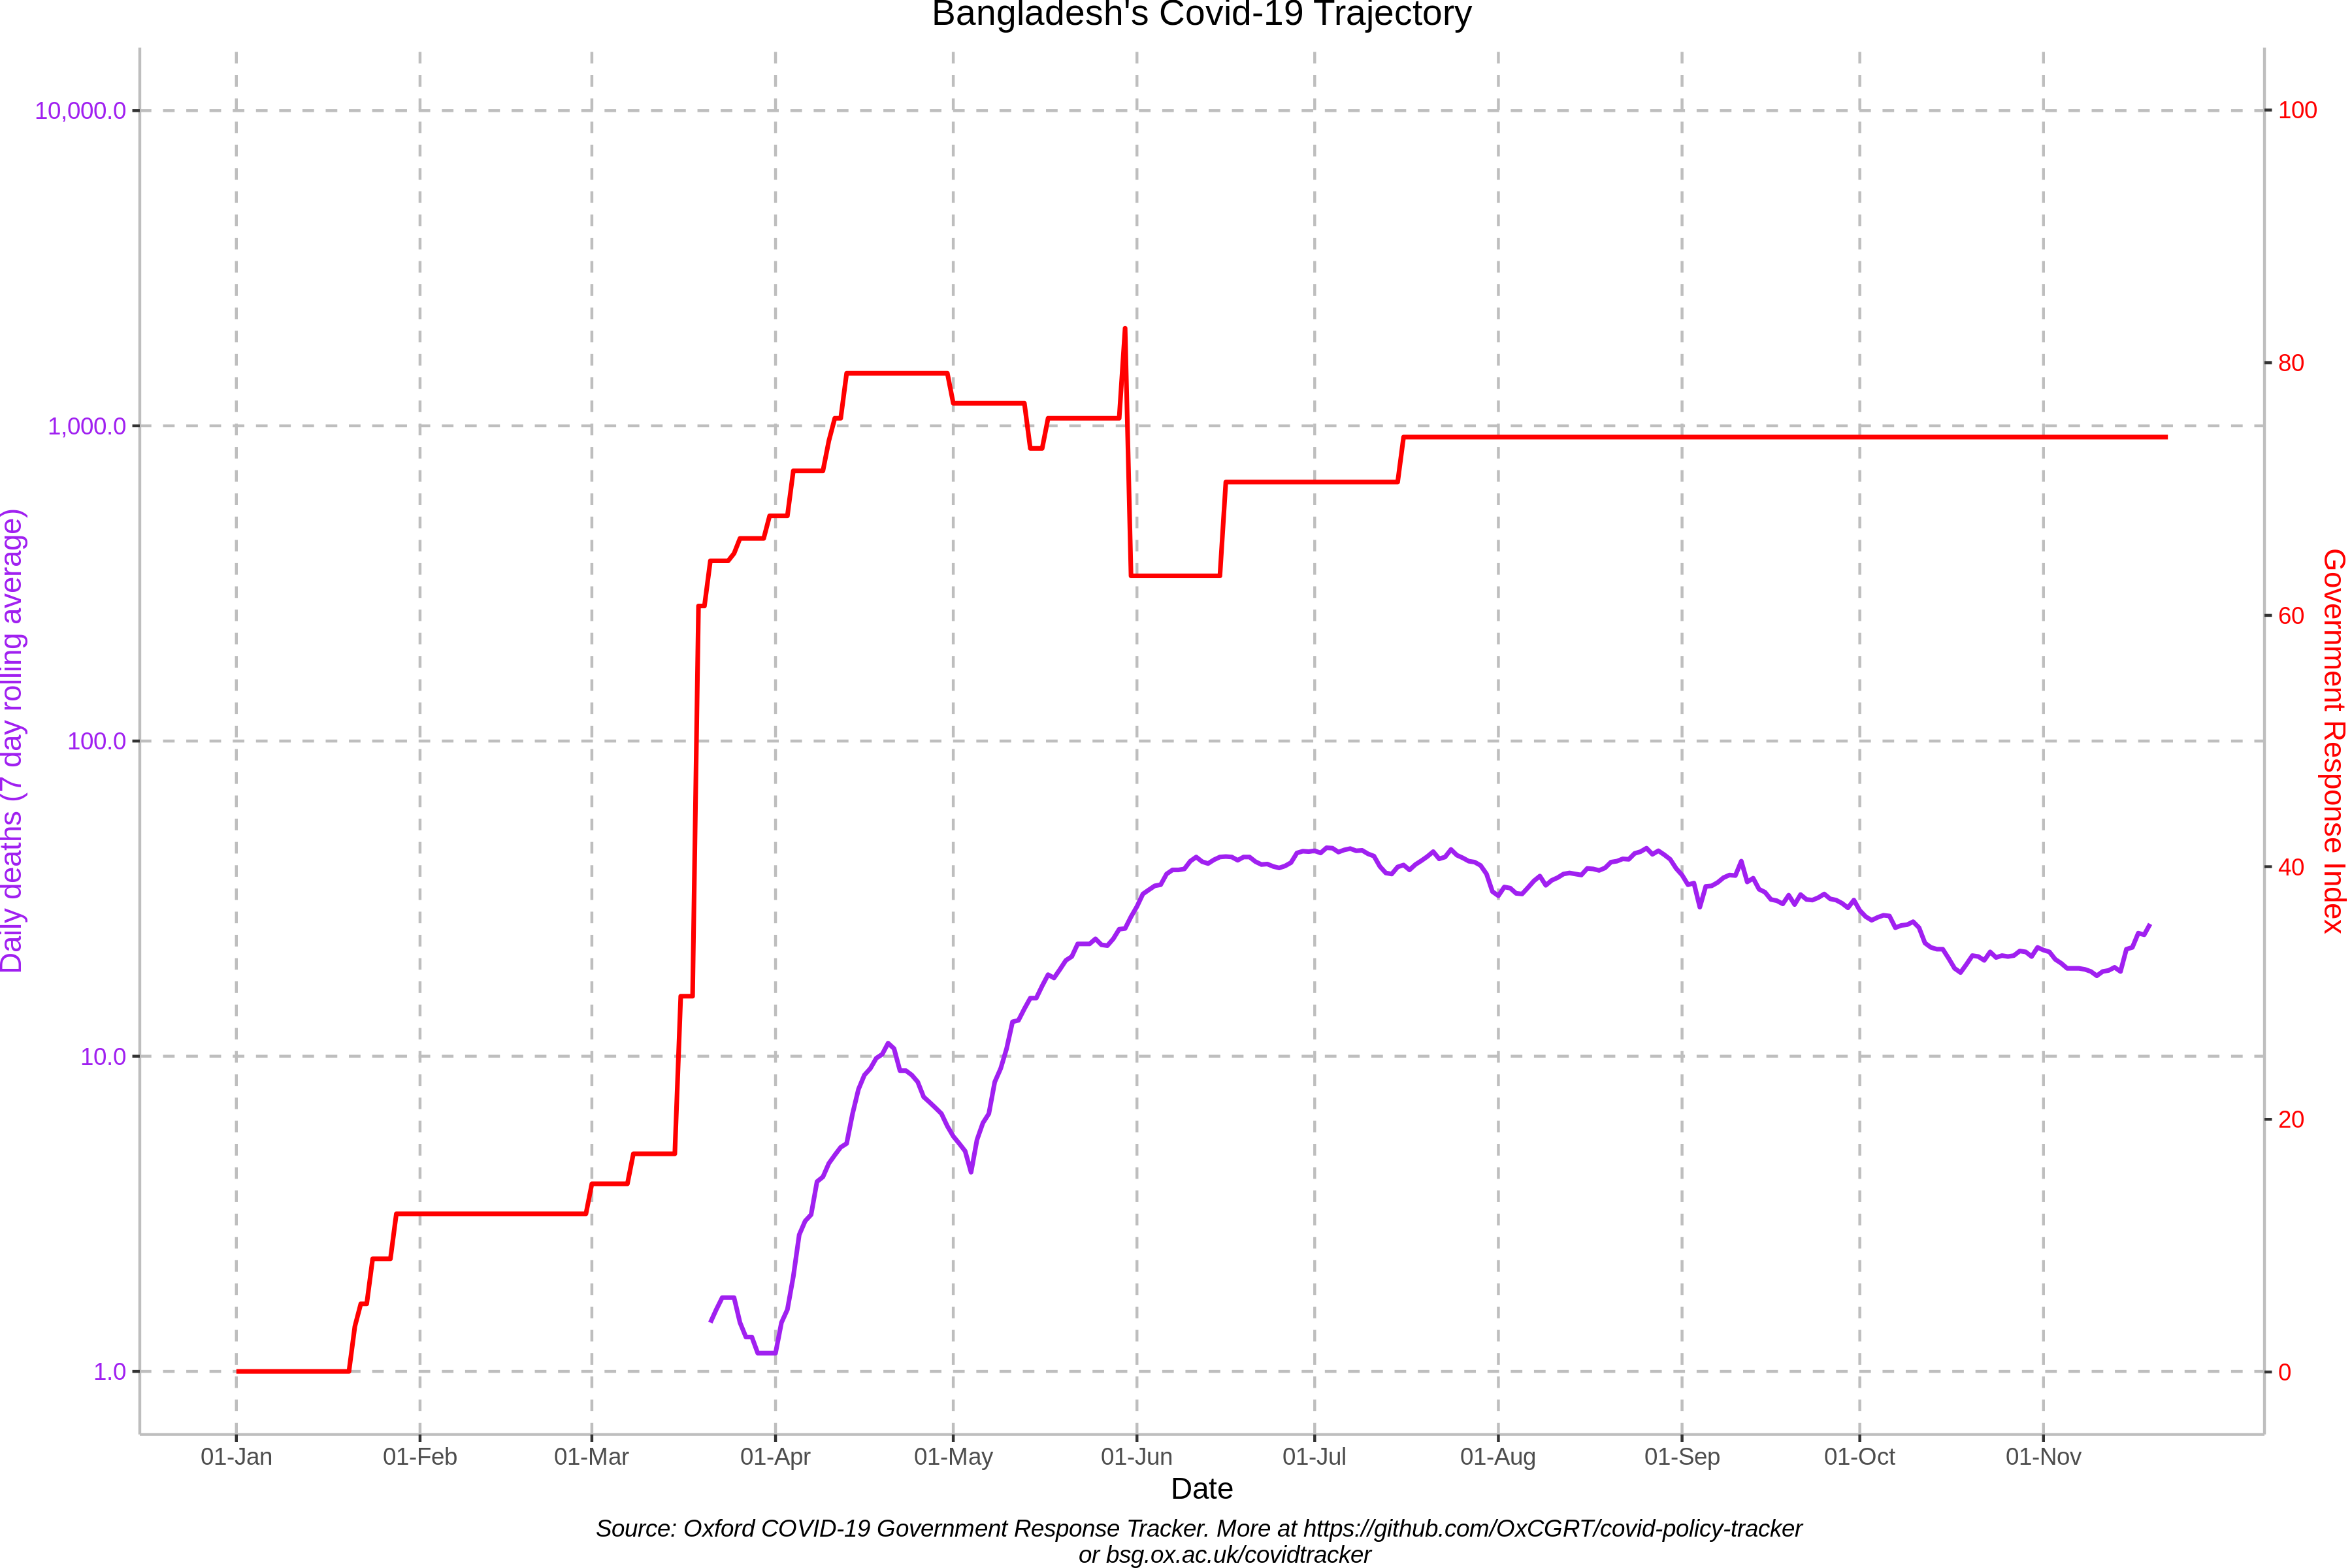 Bangladesh's Covid-19 Trajectory
10,000.0
1,000.0
100.0
10.0
1.0
Daily deaths (7 day rolling average)
100
80
60
40
20
0
Government Response Index
01-Jan 01-Feb 01-Mar 01-Apr 01-May 01-Jun 01-Jul 01-Aug 01-Sep 01-Oct 01-Nov
Date
Source: Oxford COVID-19 Government Response Tracker. More at https://github.com/OxCGRT/covid-policy-tracker
or bsg.ox.ac.uk/covidtracker